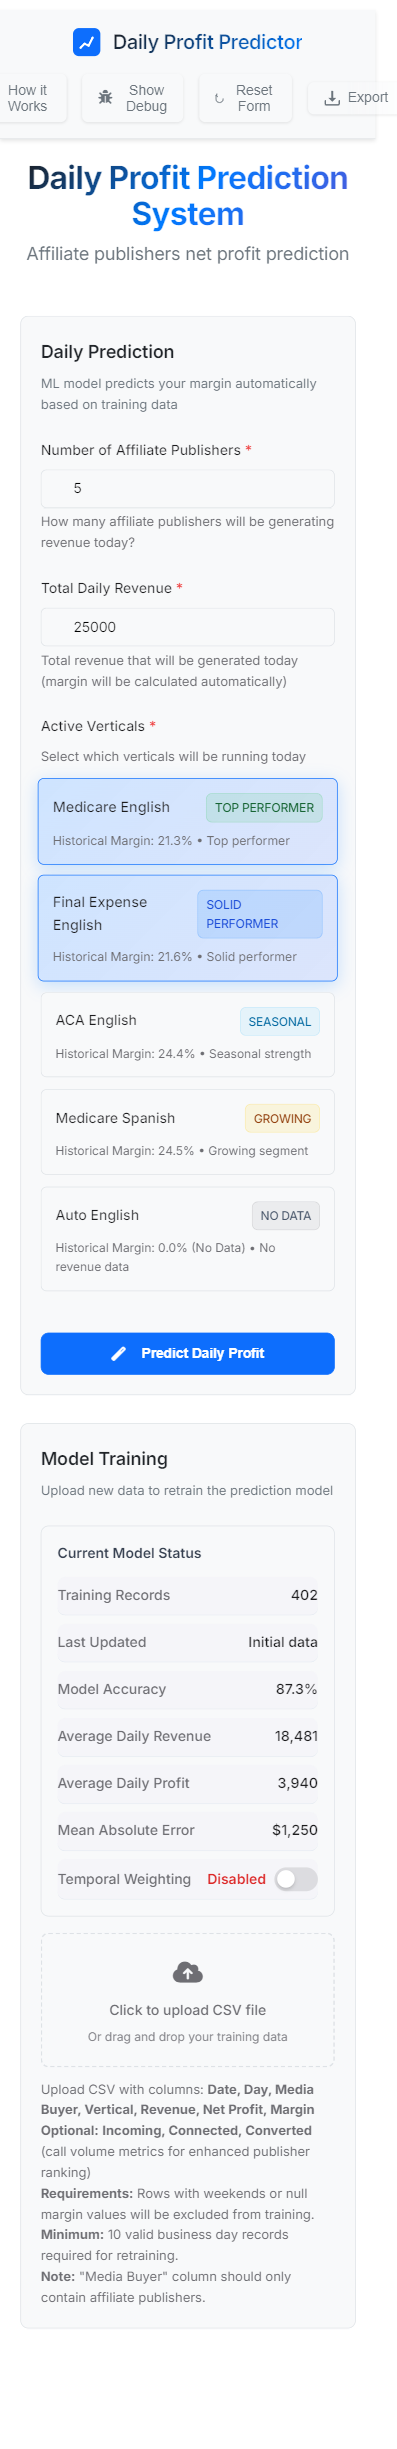 Daily Profit Predictor
How it
Works
Show
Debug
Reset
Form
Export
Daily Profit Prediction
System
Affiliate publishers net profit prediction
Daily Prediction
ML model predicts your margin automatically
based on training data
Number of Affiliate Publishers *
5
How many affiliate publishers will be generating
revenue today?
Total Daily Revenue *
25000
Total revenue that will be generated today
(margin will be calculated automatically)
Active Verticals *
Select which verticals will be running today
Medicare English
TOP PERFORMER
Historical Margin: 21.3% • Top performer
Final Expense
English
SOLID
PERFORMER
Historical Margin: 21.6% • Solid performer
ACA English
SEASONAL
Historical Margin: 24.4% • Seasonal strength
Medicare Spanish
GROWING
Historical Margin: 24.5% • Growing segment
Auto English
NO DATA
Historical Margin: 0.0% (No Data) • No
revenue data
Predict Daily Profit
Model Training
Upload new data to retrain the prediction model
Current Model Status
Training Records 402
Last Updated Initial data
Model Accuracy 87.3%
Average Daily Revenue 18,481
Average Daily Profit 3,940
Mean Absolute Error $1,250
Temporal Weighting Disabled
Click to upload CSV file
Or drag and drop your training data
Upload CSV with columns: Date, Day, Media
Buyer, Vertical, Revenue, Net Profit, Margin
Optional: Incoming, Connected, Converted
(call volume metrics for enhanced publisher
ranking)
Requirements: Rows with weekends or null
margin values will be excluded from training.
Minimum: 10 valid business day records
required for retraining.
Note: "Media Buyer" column should only
contain affiliate publishers.